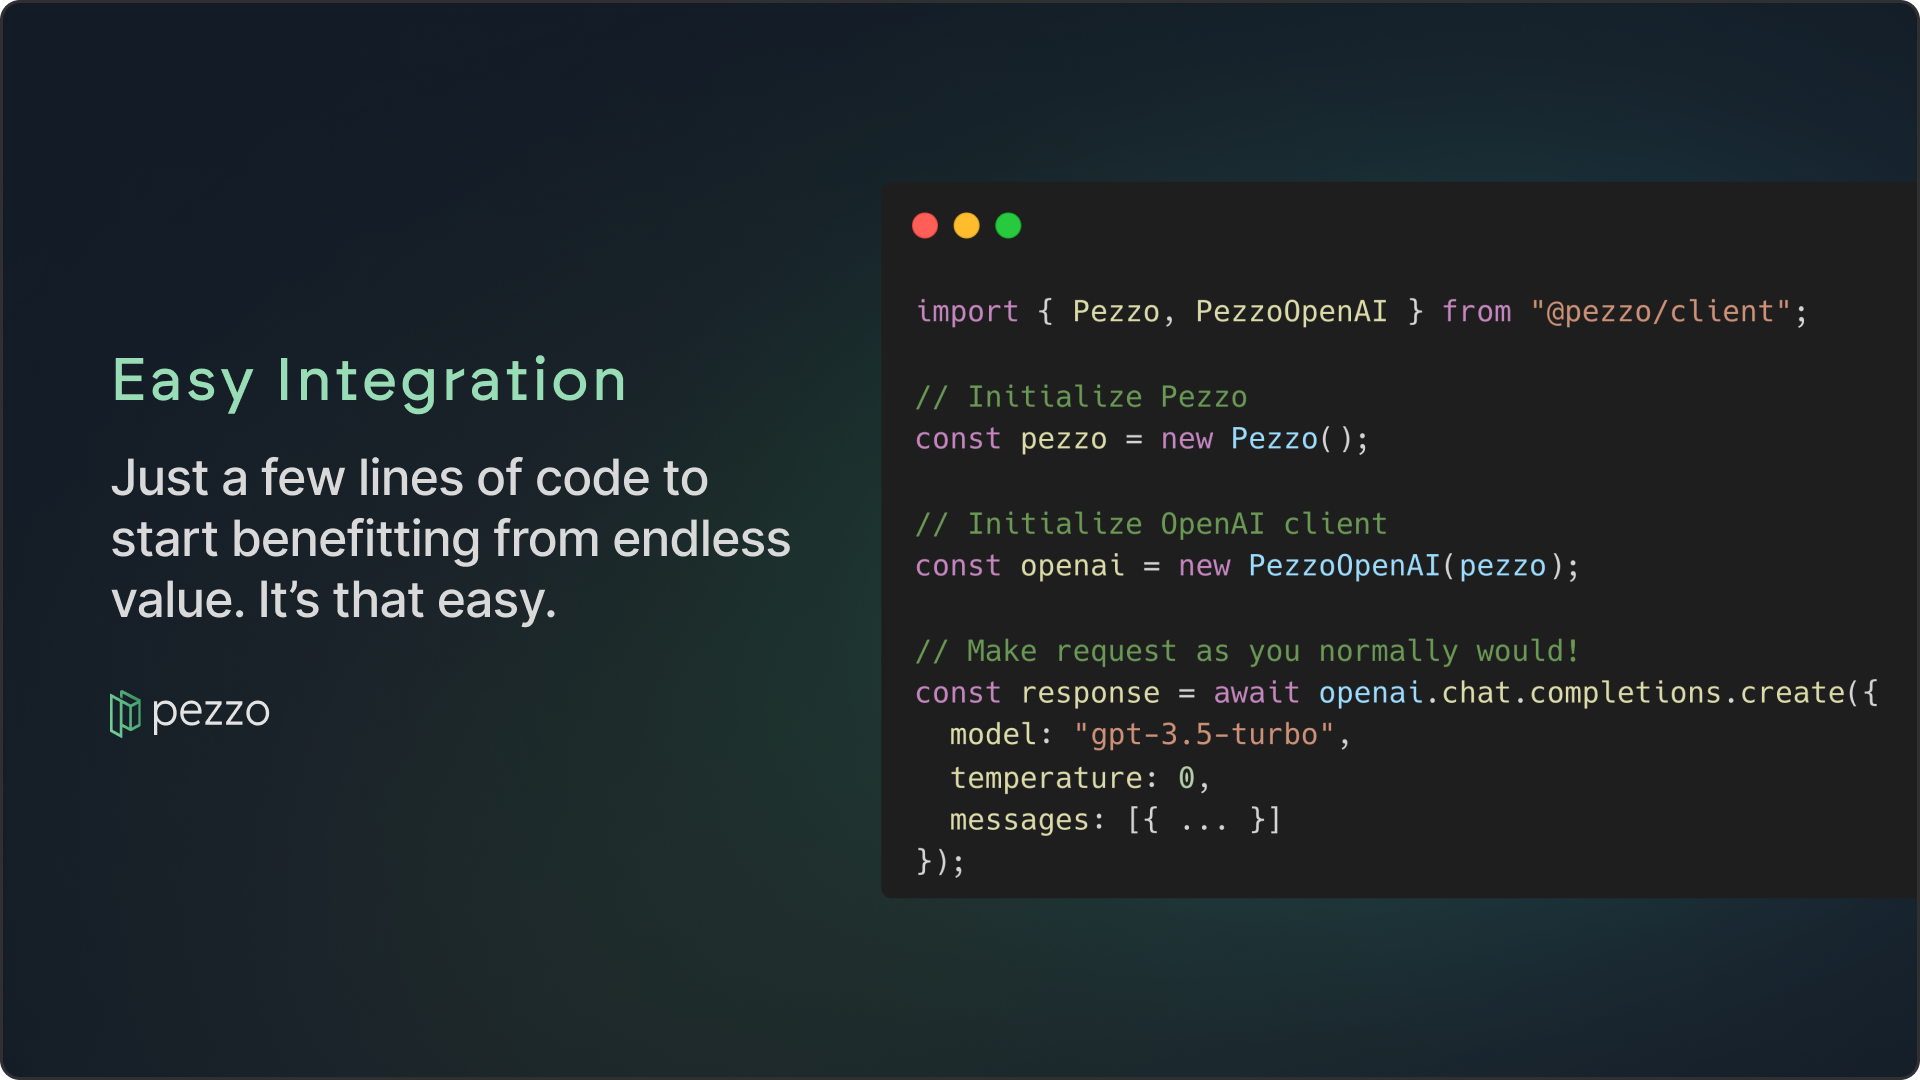 Easy Integration
Just a few lines of code to
start benefitting from endless
value. It’s that easy.
pezzo
import { Pezzo, PezzoOpenAI } from "@pezzo/client";
// Initialize Pezzo
const pezzo = new Pezzo();
// Initialize OpenAI client
const openai = new PezzoOpenAI(pezzo);
// Make request as you normally would!
const response = await openai.chat.completions.create({
  model: "gpt-3.5-turbo",
  temperature: 0,
  messages: [{ ... }]
});